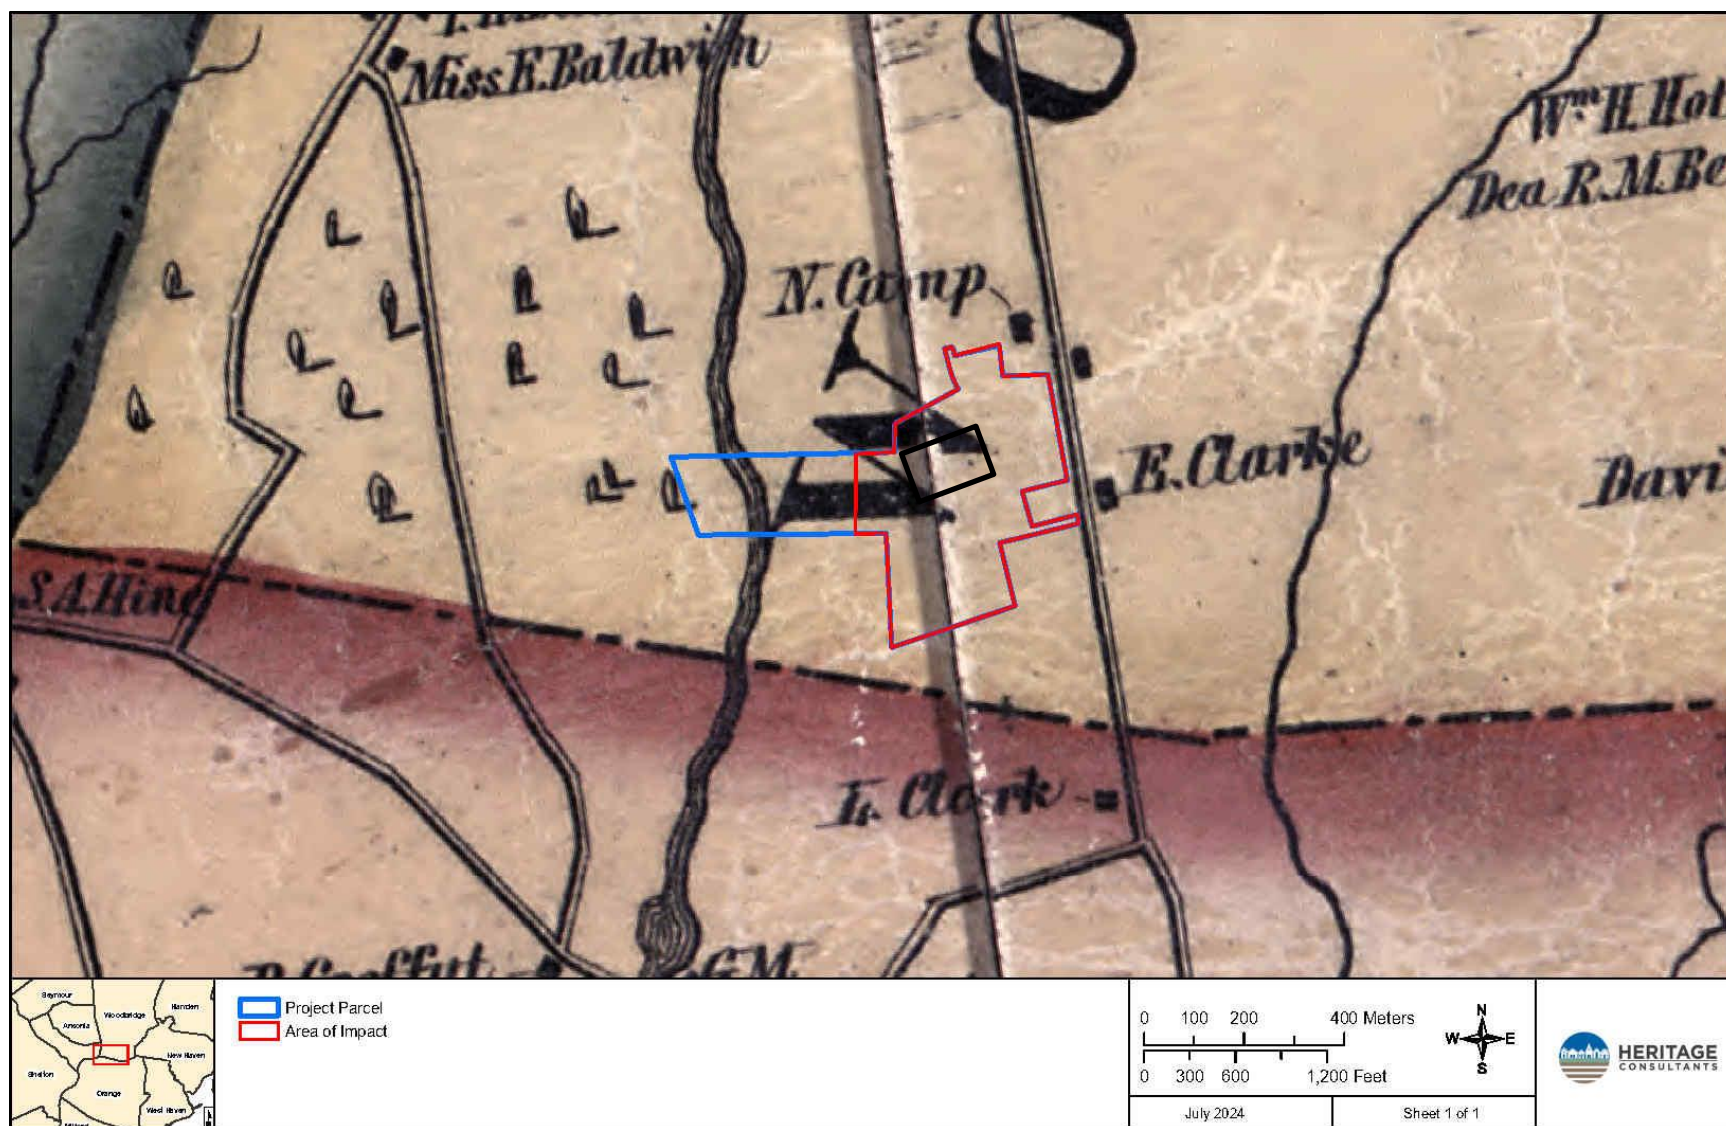 Miss E. Baldwin
Wm. H. Hot
Dea R. M. Be
N. Camp
E. Clarke
Davi
S. A. Hine
L. Clark
G. M.
Seymour
Ansonia
Woodbridge
Hamden
New Haven
Shelton
Orange
West Haven
Project Parcel
Area of Impact
0 100 200 400 Meters
0 300 600 1,200 Feet
N
W E
S
July 2024
Sheet 1 of 1
HERITAGE
CONSULTANTS